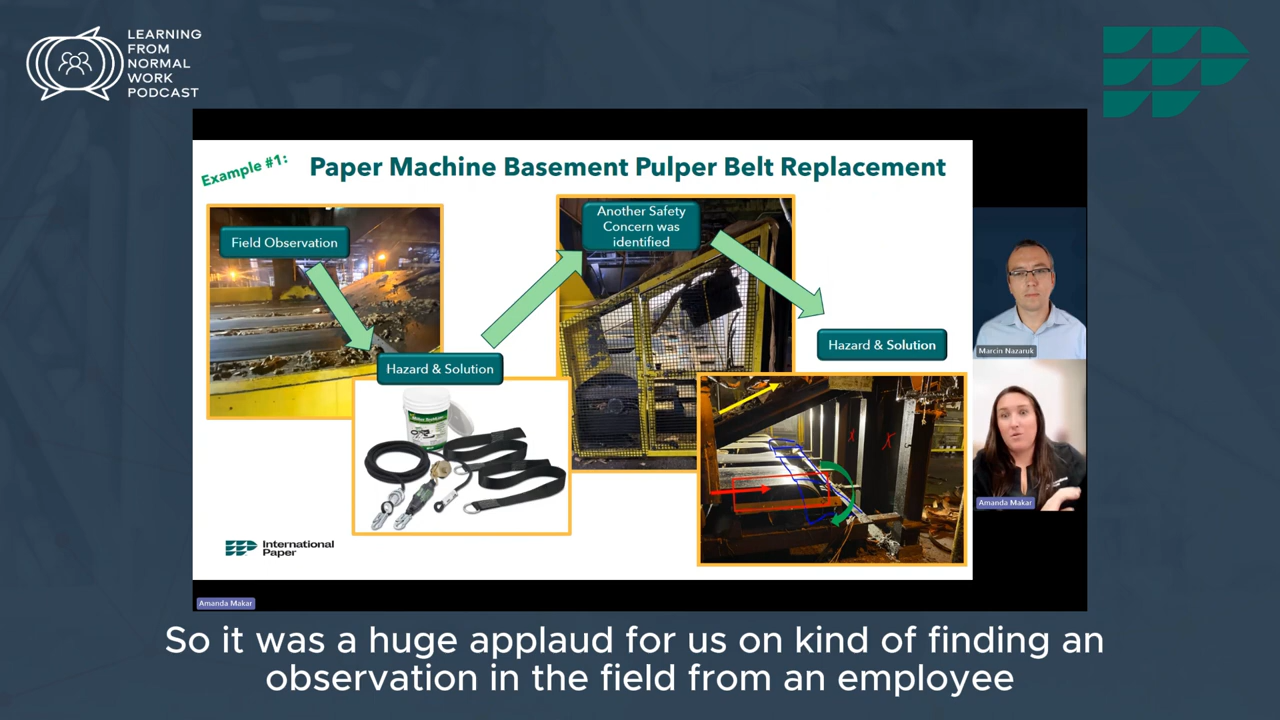 LEARNING
FROM
NORMAL
WORK
PODCAST
Example #1:
Paper Machine Basement Pulper Belt Replacement
Field Observation
Another Safety
Concern was
identified
Hazard & Solution
Hazard & Solution
International
Paper
Marcin Nazaruk
Amanda Makar
Amanda Makar
So it was a huge applaud for us on kind of finding an
observation in the field from an employee